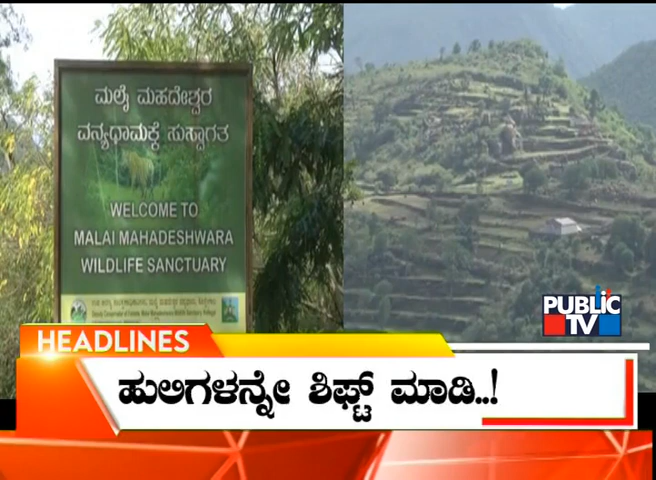 ಮಲೈ ಮಹದೇಶ್ವರ
ವನ್ಯಧಾಮಕ್ಕೆ ಸುಸ್ವಾಗತ
WELCOME TO
MALAI MAHADESHWARA
WILDLIFE SANCTUARY
PUBLIC
TV
HEADLINES
ಹುಲಿಗಳನ್ನೇ ಶಿಫ್ಟ್ ಮಾಡಿ..!